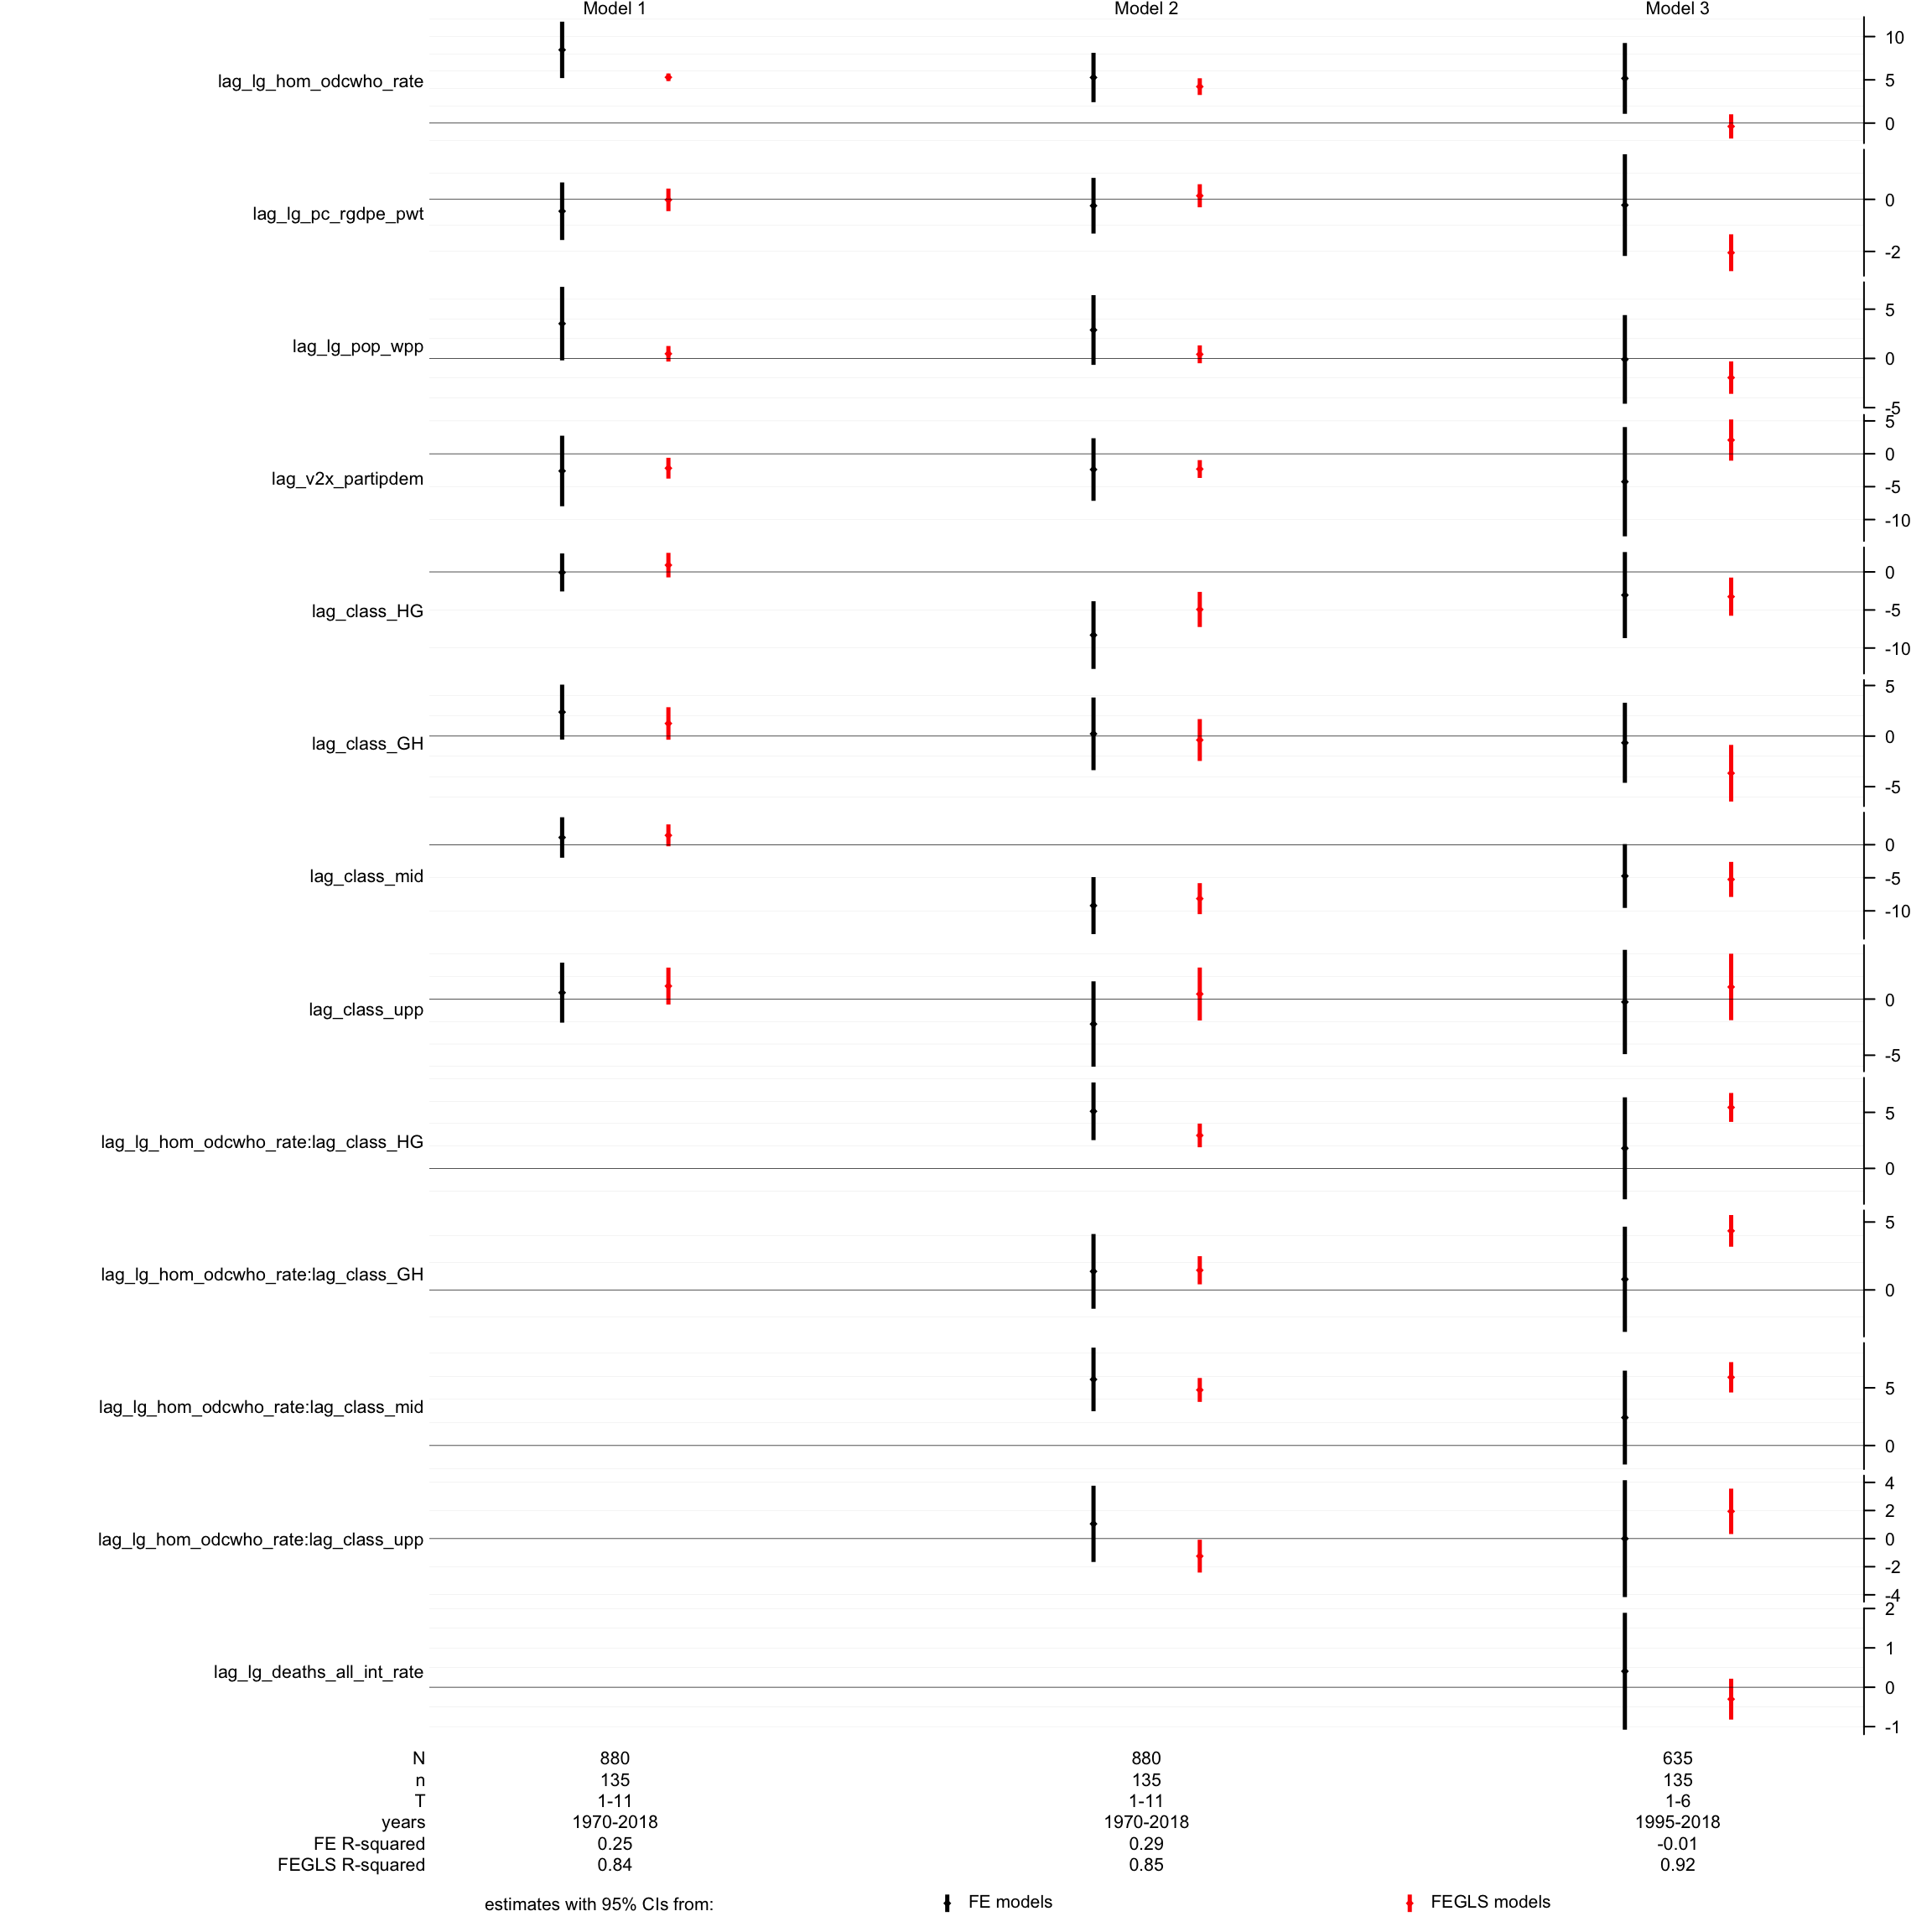 Model 1 Model 2 Model 3
lag_lg_hom_odcwho_rate 10 5 0
lag_lg_pc_rgdpe_pwt 0 -2
lag_lg_pop_wpp 5 0 -5
lag_v2x_partipdem 5 0 -5 -10
lag_class_HG 0 -5 -10
lag_class_GH 5 0 -5
lag_class_mid 0 -5 -10
lag_class_upp 0 -5
lag_lg_hom_odcwho_rate:lag_class_HG 5 0
lag_lg_hom_odcwho_rate:lag_class_GH 5 0
lag_lg_hom_odcwho_rate:lag_class_mid 5 0
lag_lg_hom_odcwho_rate:lag_class_upp 4 2 0 -2 -4
lag_lg_deaths_all_int_rate 2 1 0 -1
N 880 880 635
n 135 135 135
T 1-11 1-11 1-6
years 1970-2018 1970-2018 1995-2018
FE R-squared 0.25 0.29 -0.01
FEGLS R-squared 0.84 0.85 0.92
estimates with 95% CIs from: FE models FEGLS models